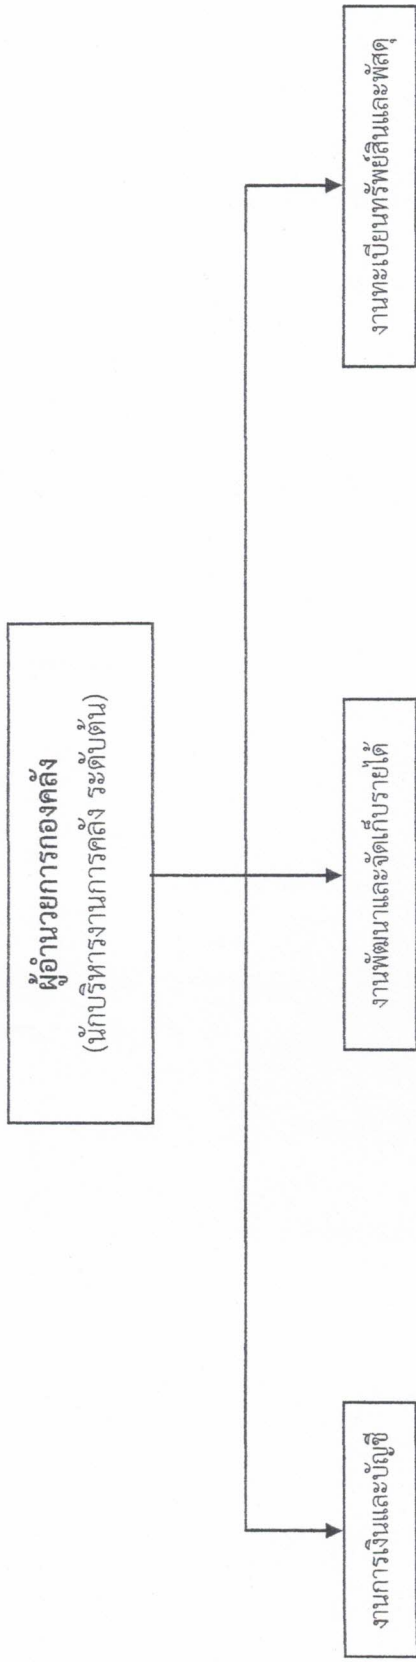 ผู้อำนวยการกองคลัง
(นักบริหารงานการคลัง ระดับต้น)
งานการเงินและบัญชี
งานพัฒนาและจัดเก็บรายได้
งานทะเบียนทรัพย์สินและพัสดุ